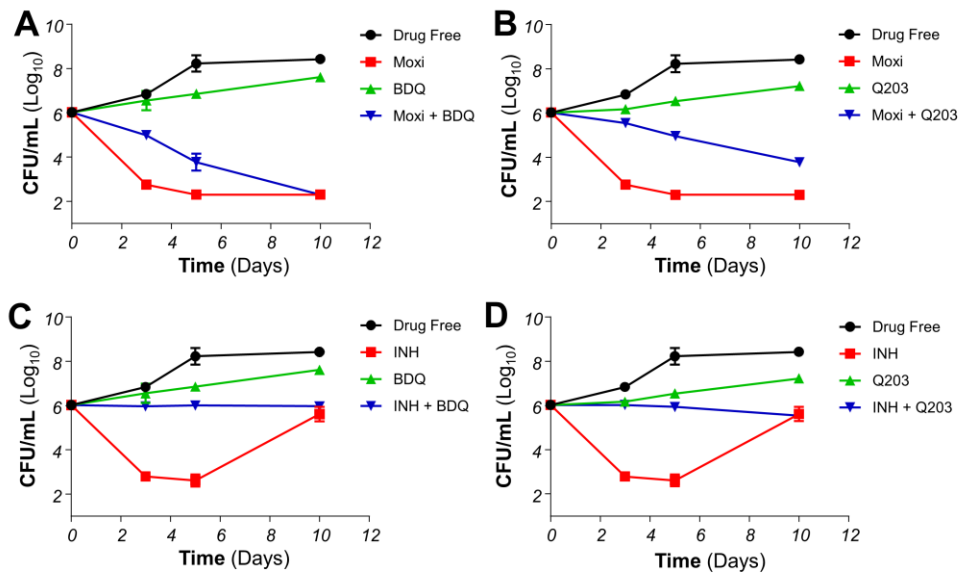 A
CFU/mL (Log10)
10
8
6
4
2
0 2 4 6 8 10 12
Time (Days)
Drug Free
Moxi
BDQ
Moxi + BDQ
B
CFU/mL (Log10)
10
8
6
4
2
0 2 4 6 8 10 12
Time (Days)
Drug Free
Moxi
Q203
Moxi + Q203
C
CFU/mL (Log10)
10
8
6
4
2
0 2 4 6 8 10 12
Time (Days)
Drug Free
INH
BDQ
INH + BDQ
D
CFU/mL (Log10)
10
8
6
4
2
0 2 4 6 8 10 12
Time (Days)
Drug Free
INH
Q203
INH + Q203